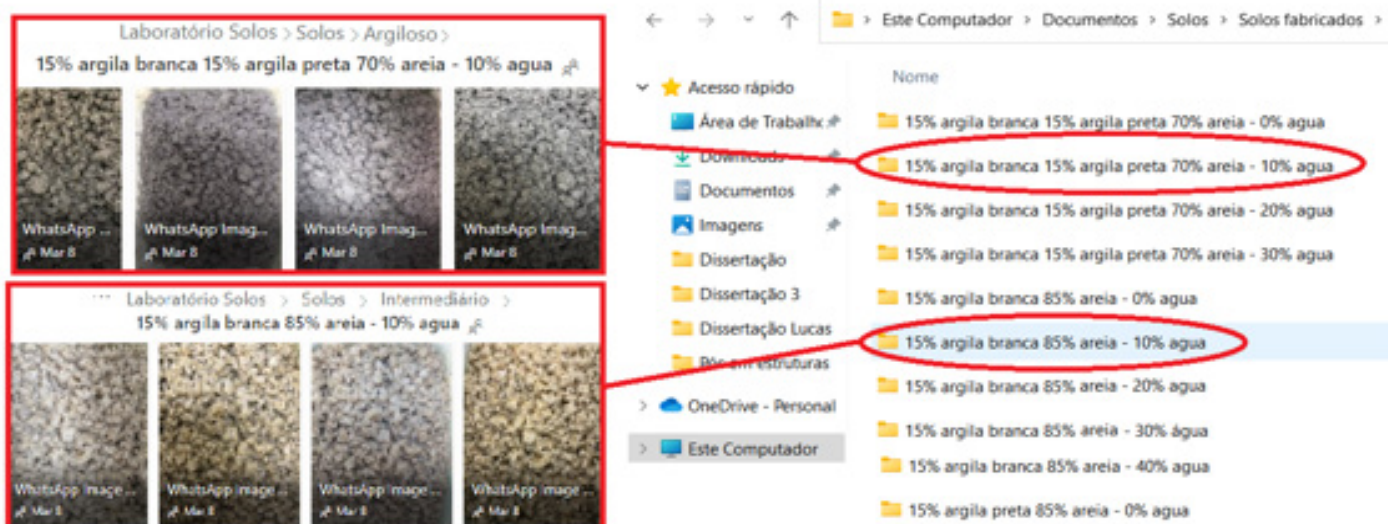 Laboratório Solos > Solos > Argiloso >
15% argila branca 15% argila preta 70% areia - 10% agua
WhatsApp ...
Mar 8
WhatsApp Imag...
Mar 8
WhatsApp Imag...
Mar 8
WhatsApp Imag...
Mar 8
... Laboratório Solos > Solos > Intermediário >
15% argila branca 85% areia - 10% agua
WhatsApp Image ...
Mar 8
WhatsApp Image ...
Mar 8
WhatsApp Image ...
Mar 8
WhatsApp Image ...
Mar 8
> Este Computador > Documentos > Solos > Solos fabricados >
Acesso rápido
Área de Trabalhc
Downloads
Documentos
Imagens
Dissertação
Dissertação 3
Dissertação Lucas
Pós em estruturas
OneDrive - Personal
Este Computador
Nome
15% argila branca 15% argila preta 70% areia - 0% agua
15% argila branca 15% argila preta 70% areia - 10% agua
15% argila branca 15% argila preta 70% areia - 20% agua
15% argila branca 15% argila preta 70% areia - 30% agua
15% argila branca 85% areia - 0% agua
15% argila branca 85% areia - 10% agua
15% argila branca 85% areia - 20% agua
15% argila branca 85% areia - 30% água
15% argila branca 85% areia - 40% agua
15% argila preta 85% areia - 0% agua